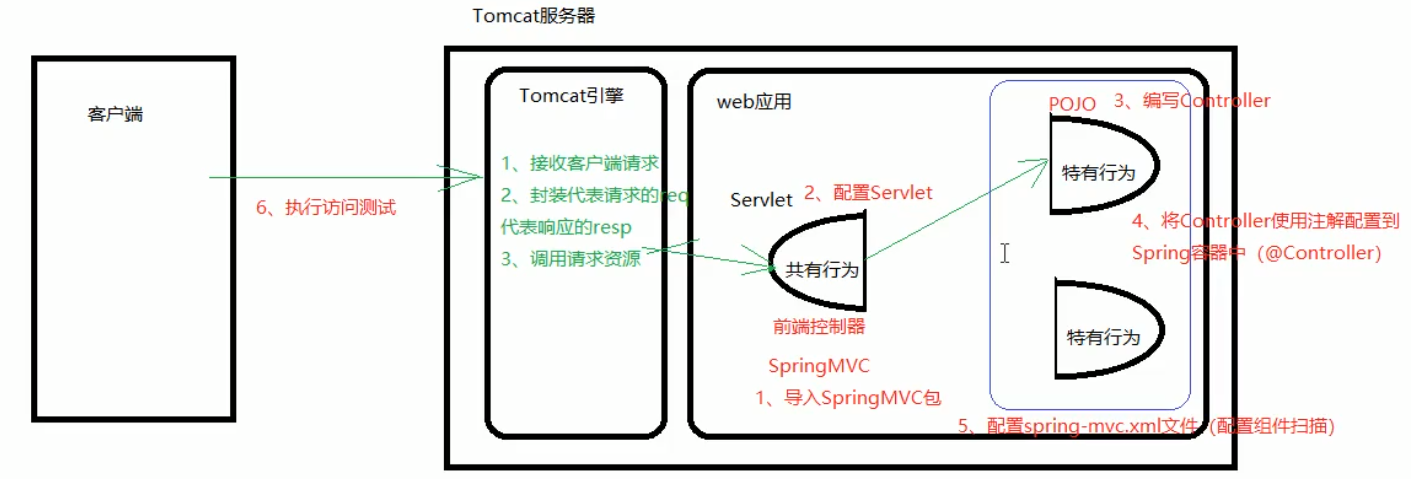 Tomcat服务器
客户端
Tomcat引擎
1、接收客户端请求
2、封装代表请求的req
代表响应的resp
3、调用请求资源
6、执行访问测试
web应用
Servlet
2、配置Servlet
共有行为
前端控制器
SpringMVC
1、导入SpringMVC包
POJO
3、编写Controller
特有行为
4、将Controller使用注解配置到
Spring容器中（@Controller）
特有行为
5、配置spring-mvc.xml文件（配置组件扫描）